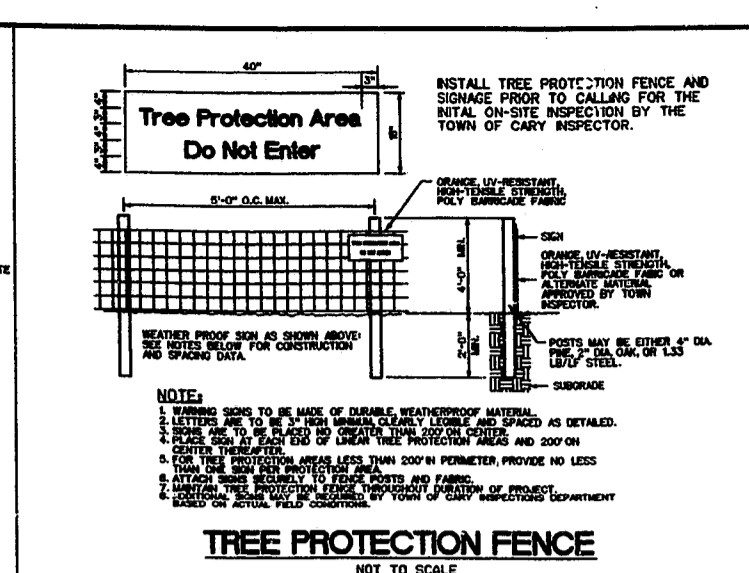 40"
3"
INSTALL TREE PROTECTION FENCE AND
SIGNAGE PRIOR TO CALLING FOR THE
INITAL ON-SITE INSPECTION BY THE
TOWN OF CARY INSPECTOR.
4" 3" 4" 3" 4"
Tree Protection Area
Do Not Enter
5'-0" O.C. MAX.
ORANGE, UV-RESISTANT,
HIGH-TENSILE STRENGTH,
POLY BARRICADE FABRIC
4'-0" MIN.
SIGN
ORANGE, UV-RESISTANT,
HIGH-TENSILE STRENGTH,
POLY BARRICADE FABIC OR
ALTERNATE MATERIAL
APPROVED BY TOWN
INSPECTOR.
WEATHER PROOF SIGN AS SHOWN ABOVE:
SEE NOTES BELOW FOR CONSTRUCTION
AND SPACING DATA.
2'-0" MIN.
POSTS MAY BE EITHER 4" DIA.
PINE, 2" DIA. OAK, OR 1.33
LB/LF STEEL.
SUBGRADE
NOTE:
1. WARNING SIGNS TO BE MADE OF DURABLE, WEATHERPROOF MATERIAL.
2. LETTERS ARE TO BE 3" HIGH MINIMUM, CLEARLY LEGIBLE AND SPACED AS DETAILED.
3. SIGNS ARE TO BE PLACED NO GREATER THAN 200' ON CENTER.
4. PLACE SIGN AT EACH END OF LINEAR TREE PROTECTION AREAS AND 200' ON
CENTER THEREAFTER.
5. FOR TREE PROTECTION AREAS LESS THAN 200' IN PERIMETER, PROVIDE NO LESS
THAN ONE SIGN PER PROTECTION AREA.
6. ATTACH SIGNS SECURELY TO FENCE POSTS AND FABRIC.
7. MAINTAIN TREE PROTECTION FENCE THROUGHOUT DURATION OF PROJECT.
ADDITIONAL SIGNS MAY BE REQUIRED BY TOWN OF CARY INSPECTIONS DEPARTMENT
BASED ON ACTUAL FIELD CONDITIONS.
TREE PROTECTION FENCE
NOT TO SCALE